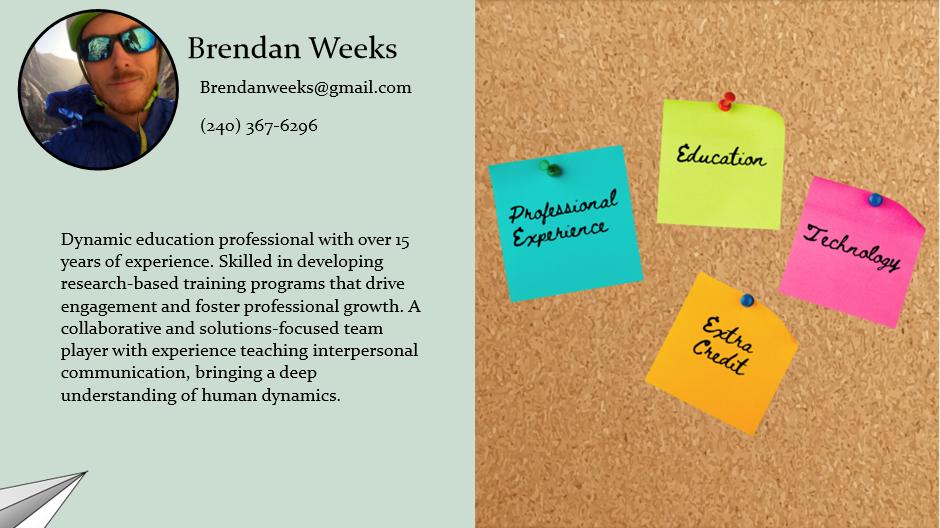 Brendan Weeks
Brendanweeks@gmail.com
(240) 367-6296
Dynamic education professional with over 15
years of experience. Skilled in developing
research-based training programs that drive
engagement and foster professional growth. A
collaborative and solutions-focused team
player with experience teaching interpersonal
communication, bringing a deep
understanding of human dynamics.
Professional
Experience
Education
Technology
Extra
Credit